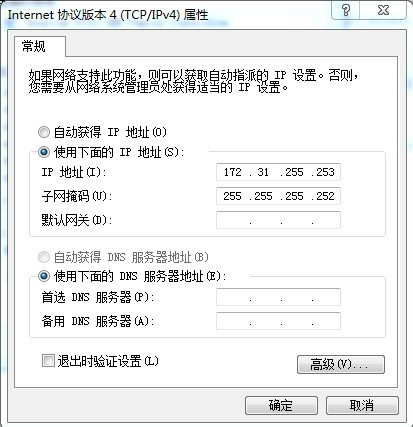 Internet 协议版本 4 (TCP/IPv4) 属性
常规
如果网络支持此功能，则可以获取自动指派的 IP 设置。否则，
您需要从网络系统管理员处获得适当的 IP 设置。
自动获得 IP 地址(O)
使用下面的 IP 地址(S):
IP 地址(I): 172 . 31 . 255 . 253
子网掩码(U): 255 . 255 . 255 . 252
默认网关(D): . . .
自动获得 DNS 服务器地址(B)
使用下面的 DNS 服务器地址(E):
首选 DNS 服务器(P): . . .
备用 DNS 服务器(A): . . .
退出时验证设置(L)
高级(V)...
确定 取消